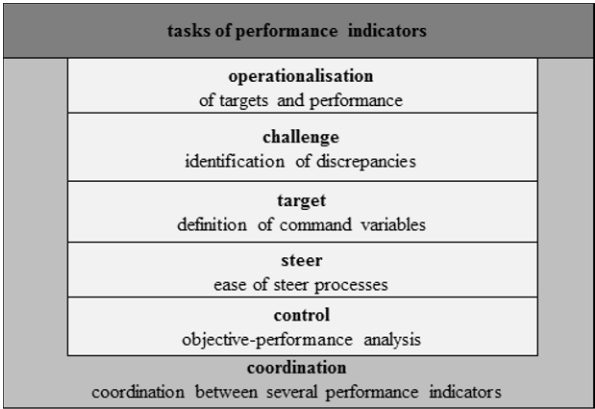 tasks of performance indicators
operationalisation
of targets and performance
challenge
identification of discrepancies
target
definition of command variables
steer
ease of steer processes
control
objective-performance analysis
coordination
coordination between several performance indicators